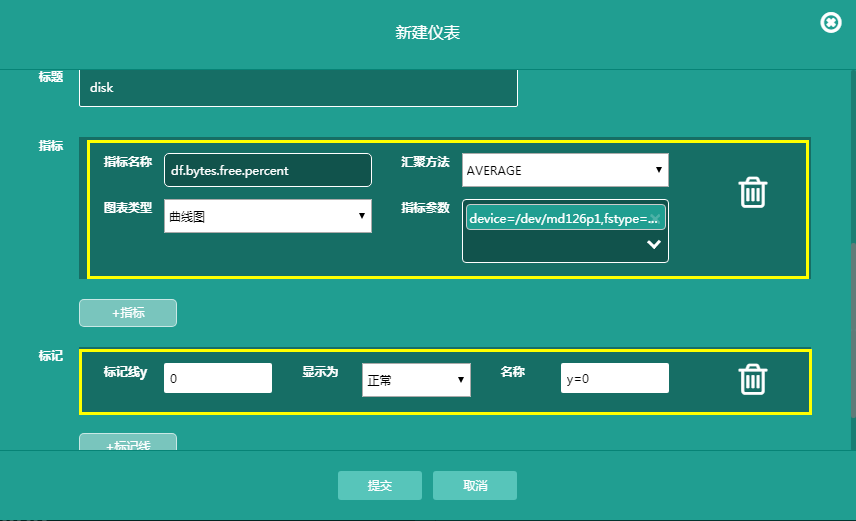 新建仪表
标题
disk
指标
指标名称
df.bytes.free.percent
汇聚方法
AVERAGE
图表类型
曲线图
指标参数
device=/dev/md126p1,fstype=...
+指标
标记
标记线y
0
显示为
正常
名称
y=0
+标记线
提交
取消